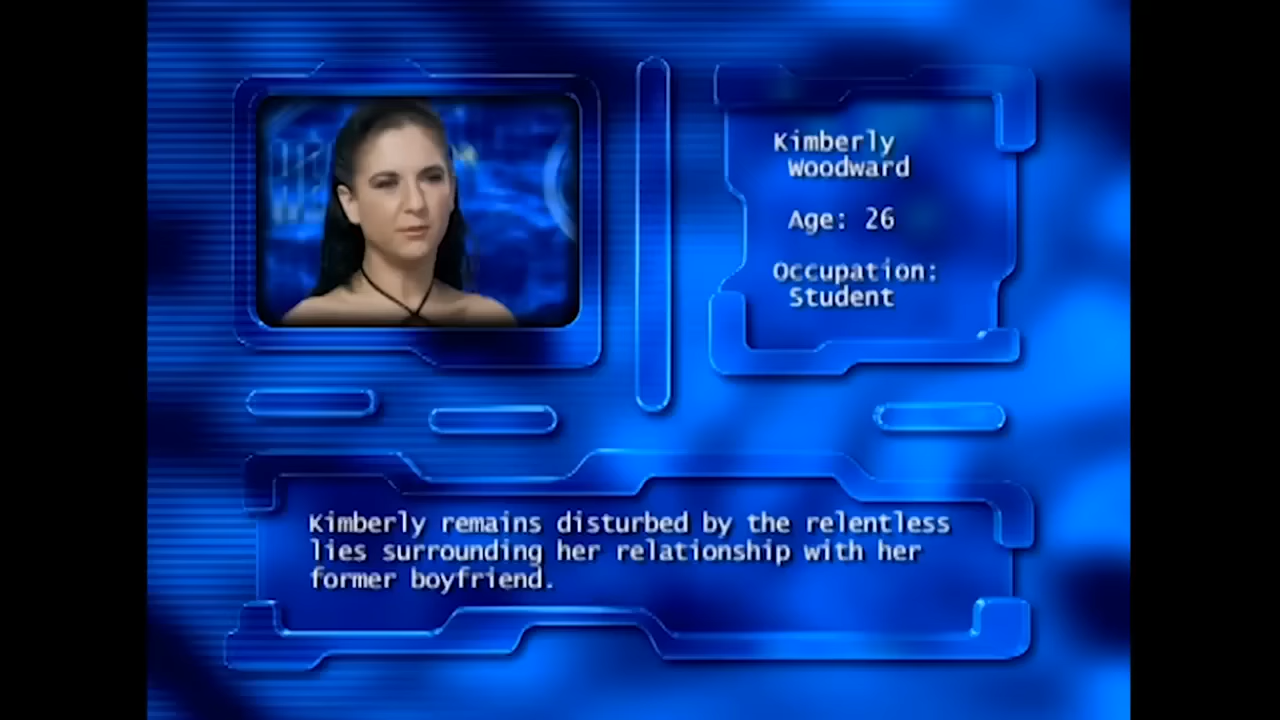 Kimberly
Woodward
Age: 26
Occupation:
Student
Kimberly remains disturbed by the relentless
lies surrounding her relationship with her
former boyfriend.